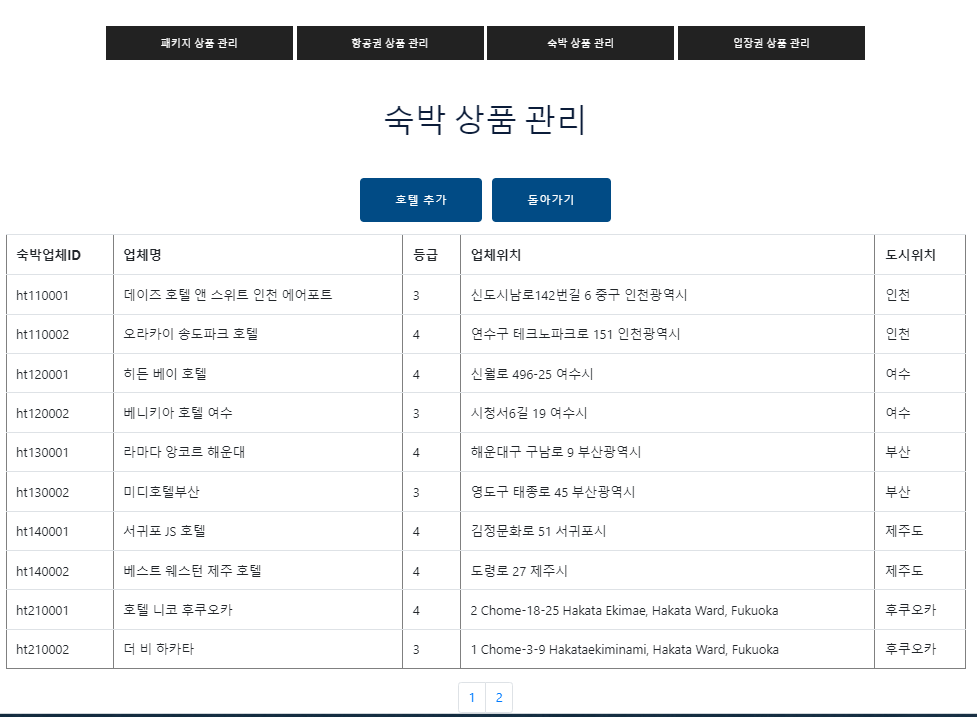 패키지 상품 관리 항공권 상품 관리 숙박 상품 관리 입장권 상품 관리
숙박 상품 관리
호텔 추가 돌아가기
숙박업체ID 업체명 등급 업체위치 도시위치
ht110001 데이즈 호텔 앤 스위트 인천 에어포트 3 신도시남로142번길 6 중구 인천광역시 인천
ht110002 오라카이 송도파크 호텔 4 연수구 테크노파크로 151 인천광역시 인천
ht120001 히든 베이 호텔 4 신월로 496-25 여수시 여수
ht120002 베니키아 호텔 여수 3 시청서6길 19 여수시 여수
ht130001 라마다 앙코르 해운대 4 해운대구 구남로 9 부산광역시 부산
ht130002 미디호텔부산 3 영도구 태종로 45 부산광역시 부산
ht140001 서귀포 JS 호텔 4 김정문화로 51 서귀포시 제주도
ht140002 베스트 웨스턴 제주 호텔 4 도령로 27 제주시 제주도
ht210001 호텔 니코 후쿠오카 4 2 Chome-18-25 Hakata Ekimae, Hakata Ward, Fukuoka 후쿠오카
ht210002 더 비 하카타 3 1 Chome-3-9 Hakataekiminami, Hakata Ward, Fukuoka 후쿠오카
1 2